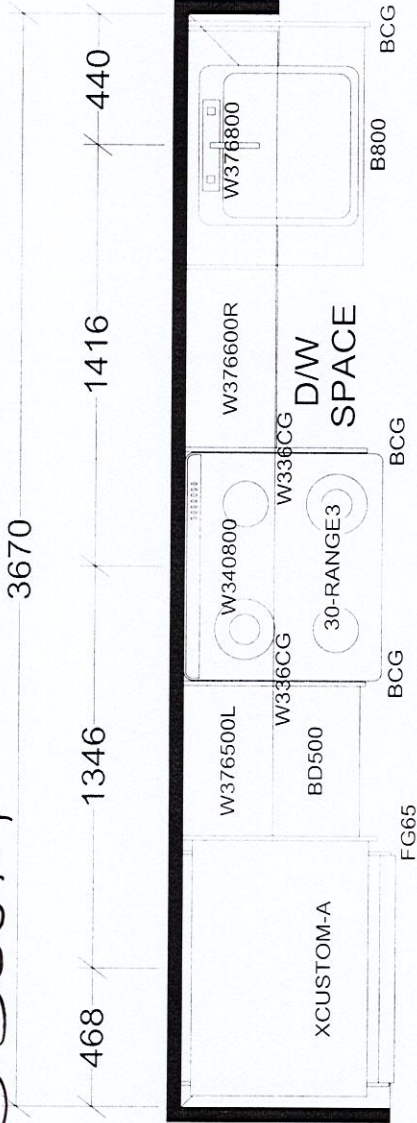 3670
468
1346
1416
440
W376500L
W340800
W376600R
W376800
W336CG
W336CG
XCUSTOM-A
BD500
30-RANGE3
D/W
SPACE
B800
FG65
BCG
BCG
BCG